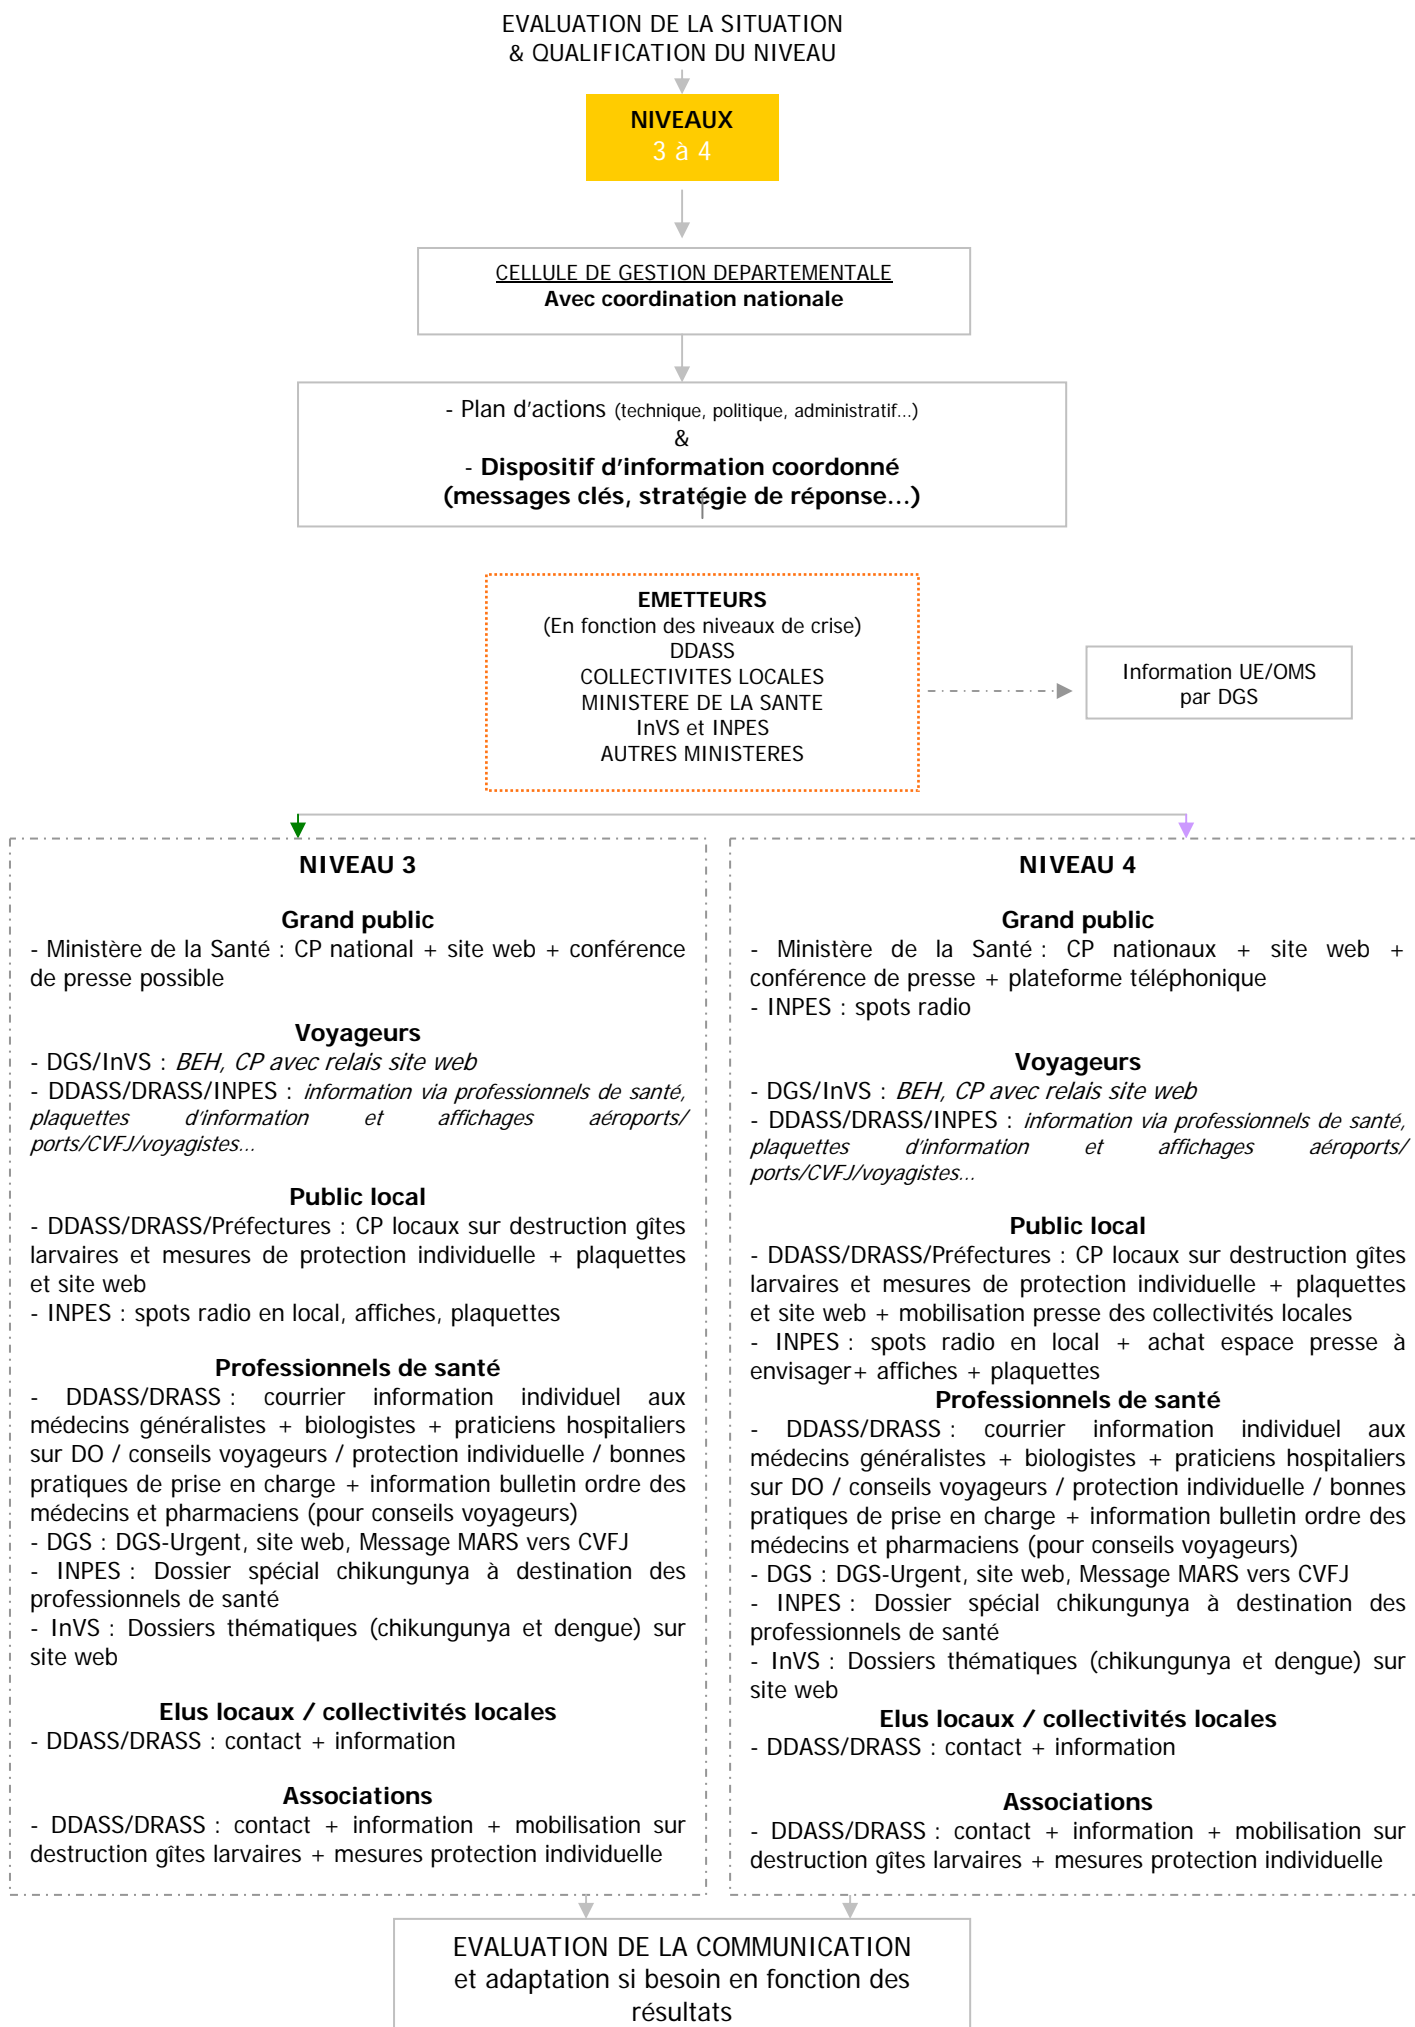 EVALUATION DE LA SITUATION
& QUALIFICATION DU NIVEAU
NIVEAUX
3 à 4
CELLULE DE GESTION DEPARTEMENTALE
Avec coordination nationale
- Plan d'actions (technique, politique, administratif...)
&
- Dispositif d'information coordonné
(messages clés, stratégie de réponse...)
EMETTEURS
(En fonction des niveaux de crise)
DDASS
COLLECTIVITES LOCALES
MINISTERE DE LA SANTE
InVS et INPES
AUTRES MINISTERES
Information UE/OMS
par DGS
NIVEAU 3
Grand public
- Ministère de la Santé : CP national + site web + conférence
de presse possible
Voyageurs
- DGS/InVS : BEH, CP avec relais site web
- DDASS/DRASS/INPES : information via professionnels de santé,
plaquettes d'information et affichages aéroports/
ports/CVFJ/voyagistes...
Public local
- DDASS/DRASS/Préfectures : CP locaux sur destruction gîtes
larvaires et mesures de protection individuelle + plaquettes
et site web
- INPES : spots radio en local, affiches, plaquettes
Professionnels de santé
- DDASS/DRASS : courrier information individuel aux
médecins généralistes + biologistes + praticiens hospitaliers
sur DO / conseils voyageurs / protection individuelle / bonnes
pratiques de prise en charge + information bulletin ordre des
médecins et pharmaciens (pour conseils voyageurs)
- DGS : DGS-Urgent, site web, Message MARS vers CVFJ
- INPES : Dossier spécial chikungunya à destination des
professionnels de santé
- InVS : Dossiers thématiques (chikungunya et dengue) sur
site web
Elus locaux / collectivités locales
- DDASS/DRASS : contact + information
Associations
- DDASS/DRASS : contact + information + mobilisation sur
destruction gîtes larvaires + mesures protection individuelle
NIVEAU 4
Grand public
- Ministère de la Santé : CP nationaux + site web +
conférence de presse + plateforme téléphonique
- INPES : spots radio
Voyageurs
- DGS/InVS : BEH, CP avec relais site web
- DDASS/DRASS/INPES : information via professionnels de santé,
plaquettes d'information et affichages aéroports/
ports/CVFJ/voyagistes...
Public local
- DDASS/DRASS/Préfectures : CP locaux sur destruction gîtes
larvaires et mesures de protection individuelle + plaquettes
et site web + mobilisation presse des collectivités locales
- INPES : spots radio en local + achat espace presse à
envisager+ affiches + plaquettes
Professionnels de santé
- DDASS/DRASS : courrier information individuel aux
médecins généralistes + biologistes + praticiens hospitaliers
sur DO / conseils voyageurs / protection individuelle / bonnes
pratiques de prise en charge + information bulletin ordre des
médecins et pharmaciens (pour conseils voyageurs)
- DGS : DGS-Urgent, site web, Message MARS vers CVFJ
- INPES : Dossier spécial chikungunya à destination des
professionnels de santé
- InVS : Dossiers thématiques (chikungunya et dengue) sur
site web
Elus locaux / collectivités locales
- DDASS/DRASS : contact + information
Associations
- DDASS/DRASS : contact + information + mobilisation sur
destruction gîtes larvaires + mesures protection individuelle
EVALUATION DE LA COMMUNICATION
et adaptation si besoin en fonction des
résultats